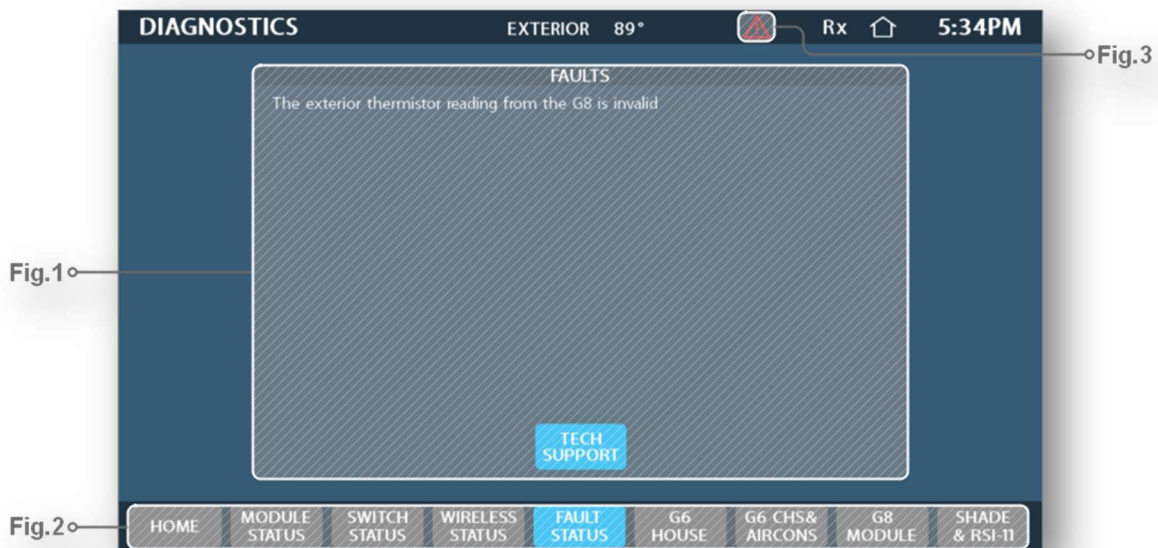 DIAGNOSTICS EXTERIOR 89° Rx 5:34PM
Fig.3
FAULTS
The exterior thermistor reading from the G8 is invalid
Fig.1
TECH
SUPPORT
Fig.2
HOME
MODULE
STATUS
SWITCH
STATUS
WIRELESS
STATUS
FAULT
STATUS
G6
HOUSE
G6 CHS&
AIRCONS
G8
MODULE
SHADE
& RSI-11